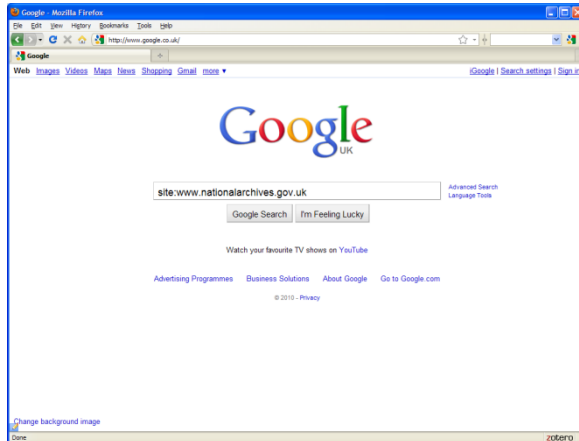 Google - Mozilla Firefox
File Edit View History Bookmarks Tools Help
http://www.google.co.uk/
Google
Web Images Videos Maps News Shopping Gmail more ▼ iGoogle | Search settings | Sign in
Google
UK
site:www.nationalarchives.gov.uk
Advanced Search
Language Tools
Google Search I'm Feeling Lucky
Watch your favourite TV shows on YouTube
Advertising Programmes Business Solutions About Google Go to Google.com
© 2010 - Privacy
Change background image
Done zotero